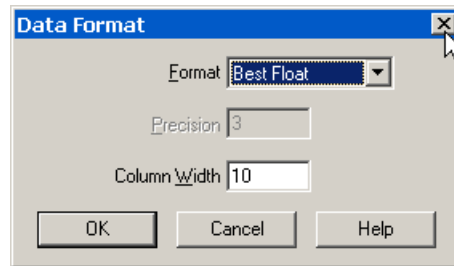 Data Format
Format Best Float
Precision 3
Column Width 10
OK Cancel Help